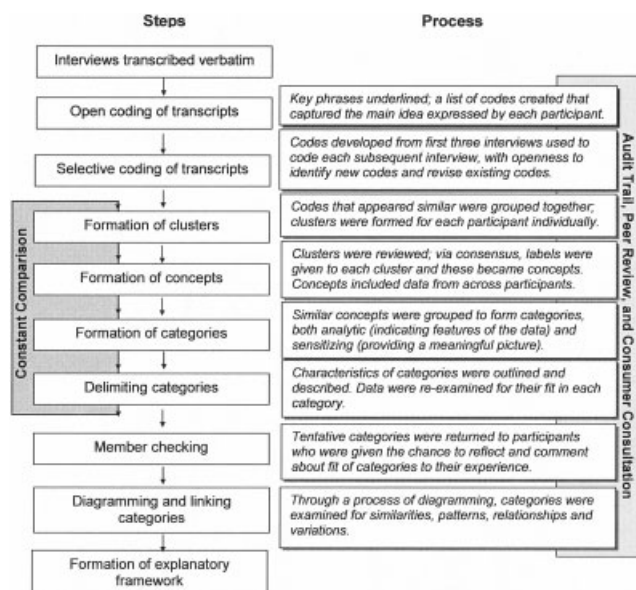 Steps
Process
Interviews transcribed verbatim
Open coding of transcripts
Key phrases underlined; a list of codes created that
captured the main idea expressed by each participant.
Selective coding of transcripts
Codes developed from first three interviews used to
code each subsequent interview, with openness to
identify new codes and revise existing codes.
Formation of clusters
Codes that appeared similar were grouped together;
clusters were formed for each participant individually.
Formation of concepts
Clusters were reviewed; via consensus, labels were
given to each cluster and these became concepts.
Concepts included data from across participants.
Formation of categories
Similar concepts were grouped to form categories,
both analytic (indicating features of the data) and
sensitizing (providing a meaningful picture).
Delimiting categories
Characteristics of categories were outlined and
described. Data were re-examined for their fit in each
category.
Member checking
Tentative categories were returned to participants
who were given the chance to reflect and comment
about fit of categories to their experience.
Diagramming and linking
categories
Through a process of diagramming, categories were
examined for similarities, patterns, relationships and
variations.
Formation of explanatory
framework
Constant Comparison
Audit Trail, Peer Review, and Consumer Consultation